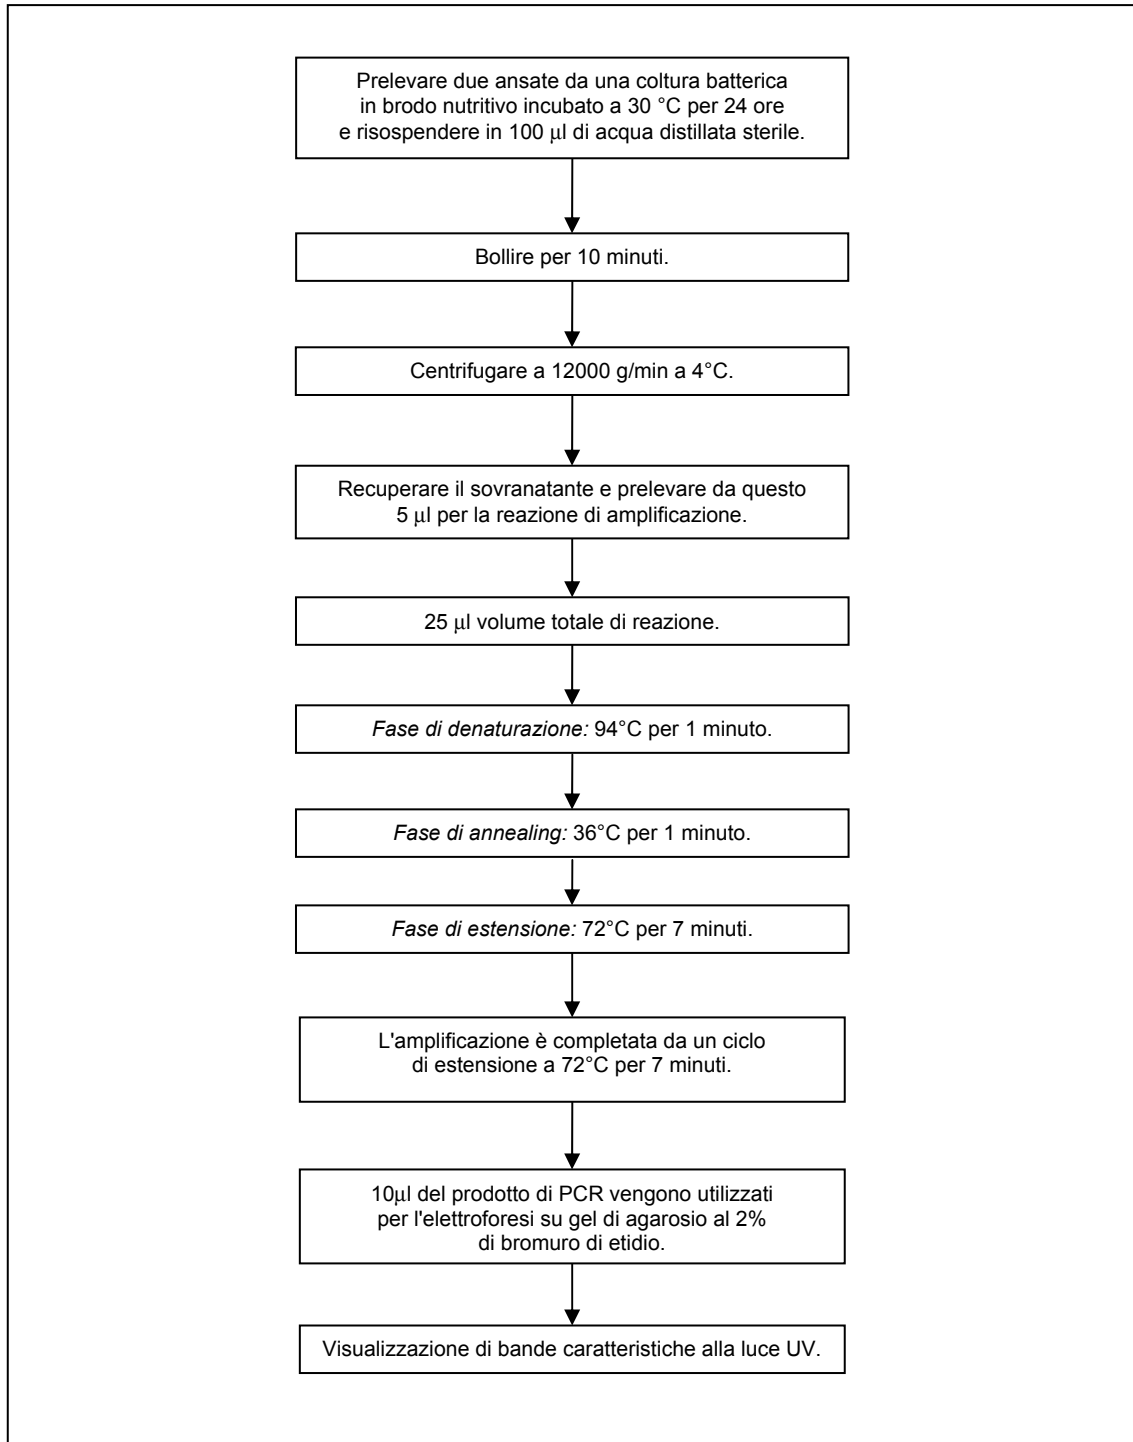 Prelevare due ansate da una coltura batterica
in brodo nutritivo incubato a 30 °C per 24 ore
e risospendere in 100 µl di acqua distillata sterile.
Bollire per 10 minuti.
Centrifugare a 12000 g/min a 4°C.
Recuperare il sovranatante e prelevare da questo
5 µl per la reazione di amplificazione.
25 µl volume totale di reazione.
Fase di denaturazione: 94°C per 1 minuto.
Fase di annealing: 36°C per 1 minuto.
Fase di estensione: 72°C per 7 minuti.
L'amplificazione è completata da un ciclo
di estensione a 72°C per 7 minuti.
10µl del prodotto di PCR vengono utilizzati
per l'elettroforesi su gel di agarosio al 2%
di bromuro di etidio.
Visualizzazione di bande caratteristiche alla luce UV.